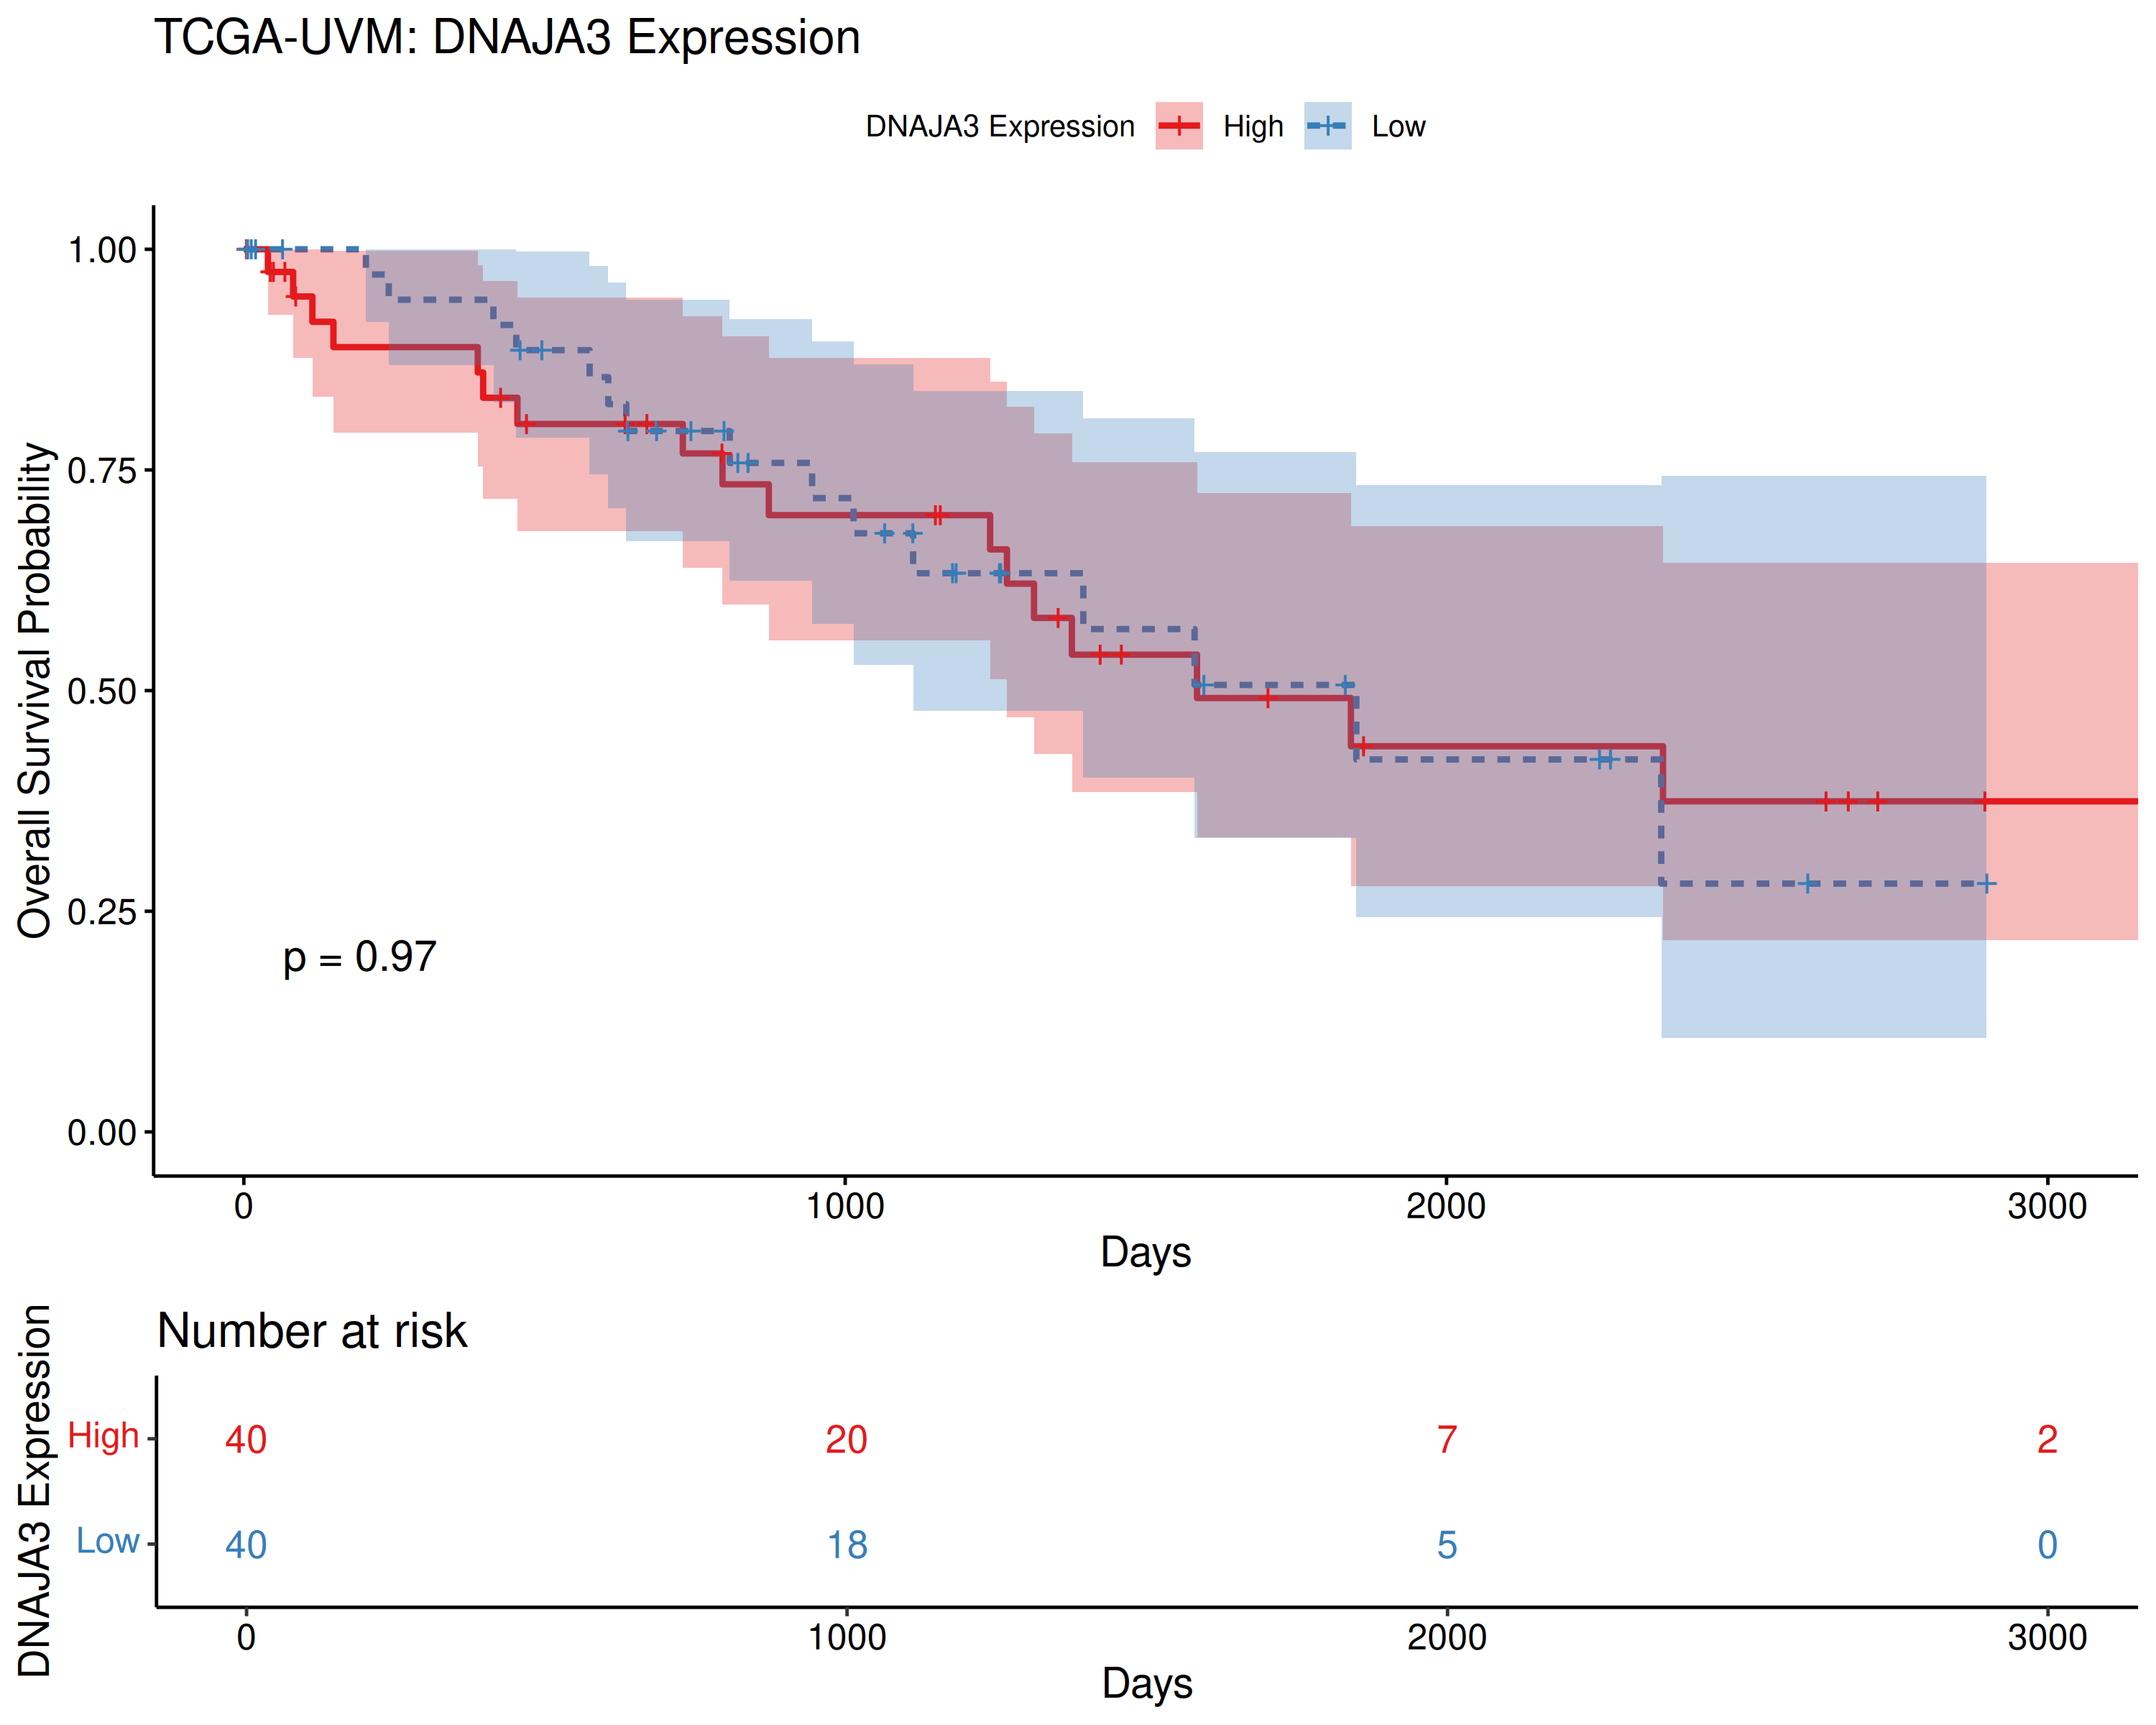 TCGA-UVM: DNAJA3 Expression
DNAJA3 Expression High Low
Overall Survival Probability
1.00
0.75
0.50
0.25
0.00
p = 0.97
0 1000 2000 3000
Days
Number at risk
DNAJA3 Expression
High 40 20 7 2
Low 40 18 5 0
0 1000 2000 3000
Days